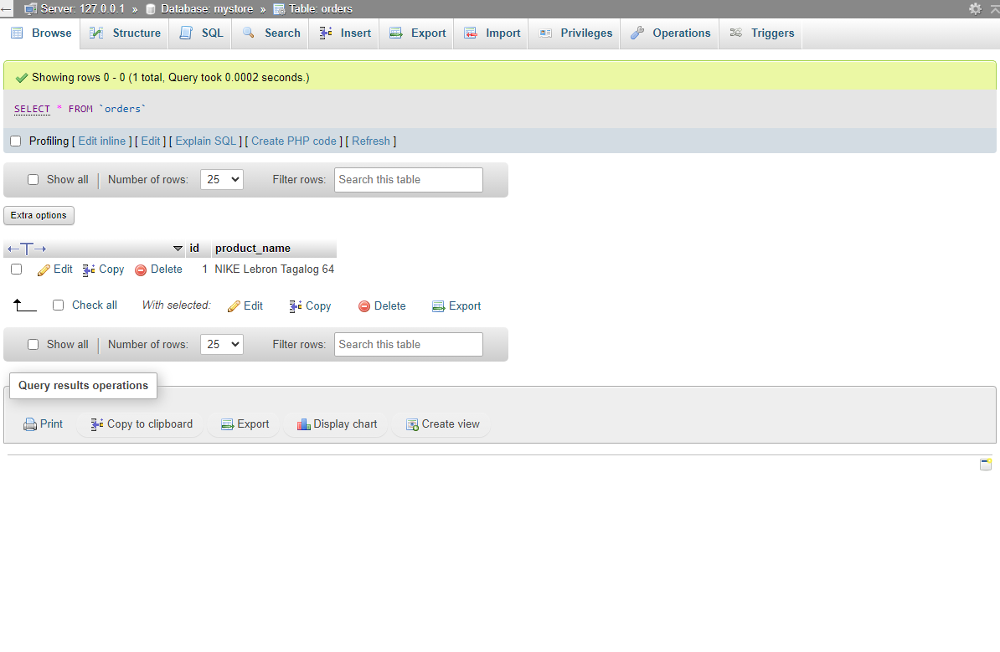 Server: 127.0.0.1 » Database: mystore » Table: orders
Browse Structure SQL Search Insert Export Import Privileges Operations Triggers
Showing rows 0 - 0 (1 total, Query took 0.0002 seconds.)
SELECT * FROM `orders`
Profiling [ Edit inline ] [ Edit ] [ Explain SQL ] [ Create PHP code ] [ Refresh ]
Show all | Number of rows: 25 Filter rows: Search this table
Extra options
id product_name
Edit Copy Delete 1 NIKE Lebron Tagalog 64
Check all With selected: Edit Copy Delete Export
Show all | Number of rows: 25 Filter rows: Search this table
Query results operations
Print Copy to clipboard Export Display chart Create view